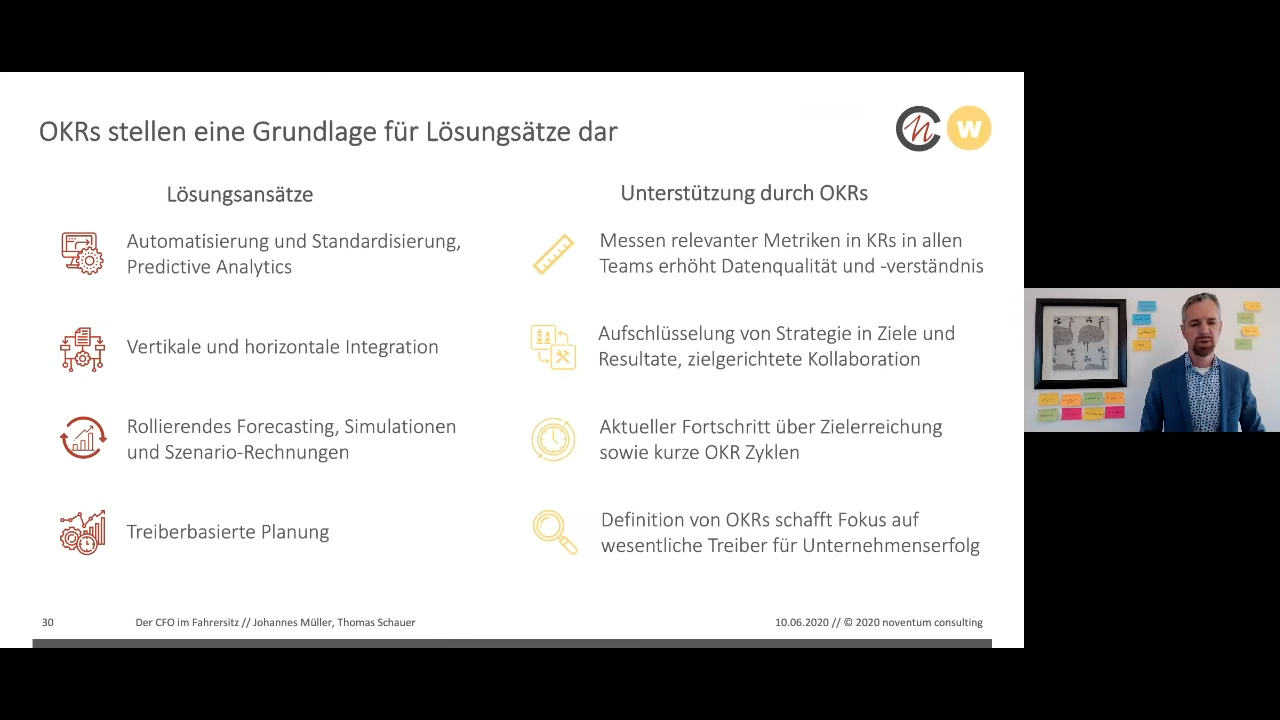 OKRs stellen eine Grundlage für Lösungsätze dar
w
Lösungsansätze
Automatisierung und Standardisierung,
Predictive Analytics
Vertikale und horizontale Integration
Rollierendes Forecasting, Simulationen
und Szenario-Rechnungen
Treiberbasierte Planung
Unterstützung durch OKRs
Messen relevanter Metriken in KRs in allen
Teams erhöht Datenqualität und -verständnis
Aufschlüsselung von Strategie in Ziele und
Resultate, zielgerichtete Kollaboration
Aktueller Fortschritt über Zielerreichung
sowie kurze OKR Zyklen
Definition von OKRs schafft Fokus auf
wesentliche Treiber für Unternehmenserfolg
30
Der CFO im Fahrersitz // Johannes Müller, Thomas Schauer
10.06.2020 // © 2020 noventum consulting